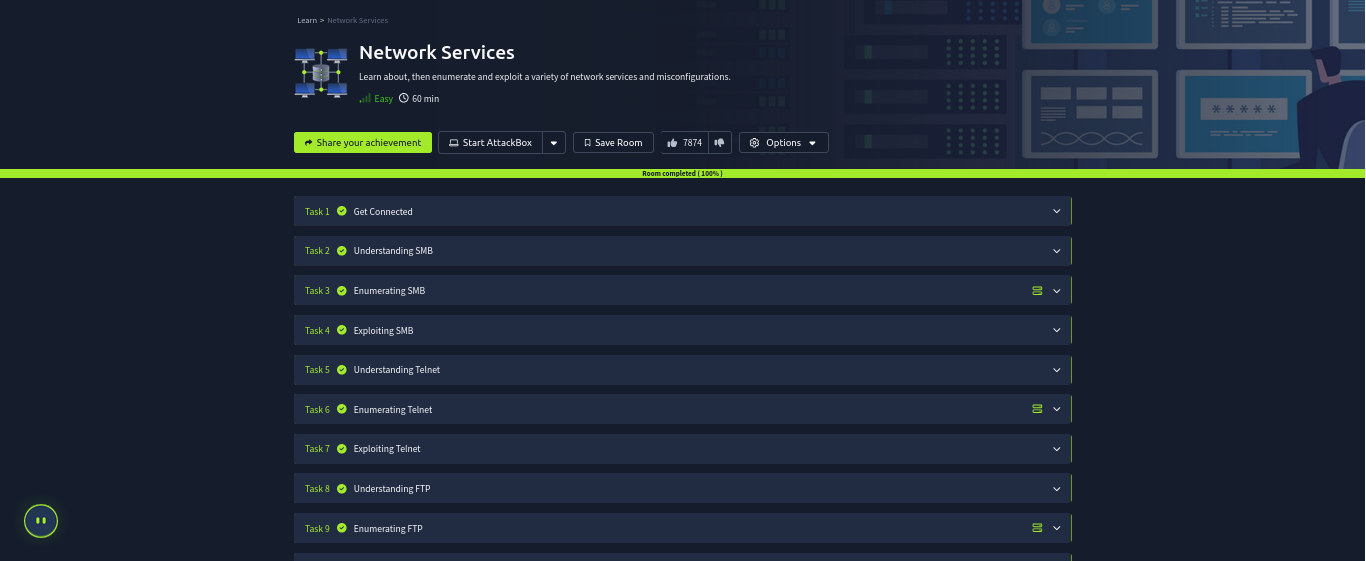 Learn > Network Services
Network Services
Learn about, then enumerate and exploit a variety of network services and misconfigurations.
Easy 60 min
Share your achievement Start AttackBox Save Room 7874 Options
*****
Room completed ( 100% )
Task 1 Get Connected
Task 2 Understanding SMB
Task 3 Enumerating SMB
Task 4 Exploiting SMB
Task 5 Understanding Telnet
Task 6 Enumerating Telnet
Task 7 Exploiting Telnet
Task 8 Understanding FTP
Task 9 Enumerating FTP